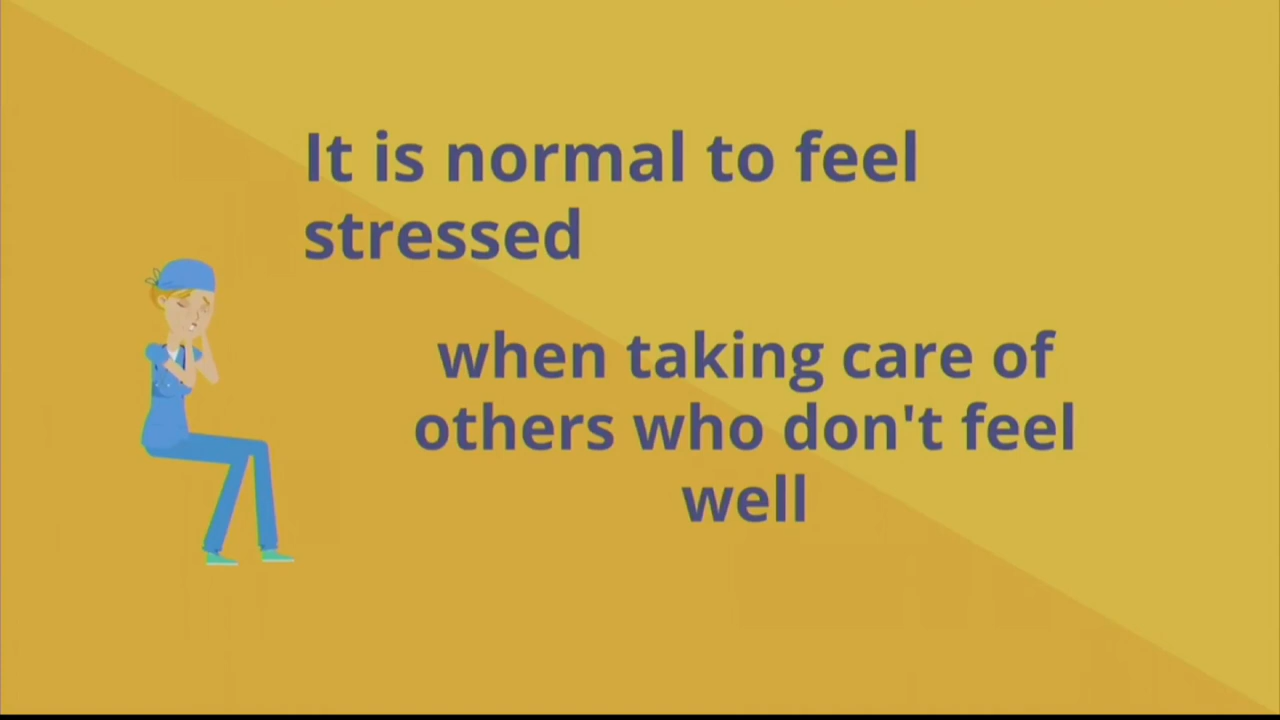 It is normal to feel
stressed
when taking care of
others who don't feel
well